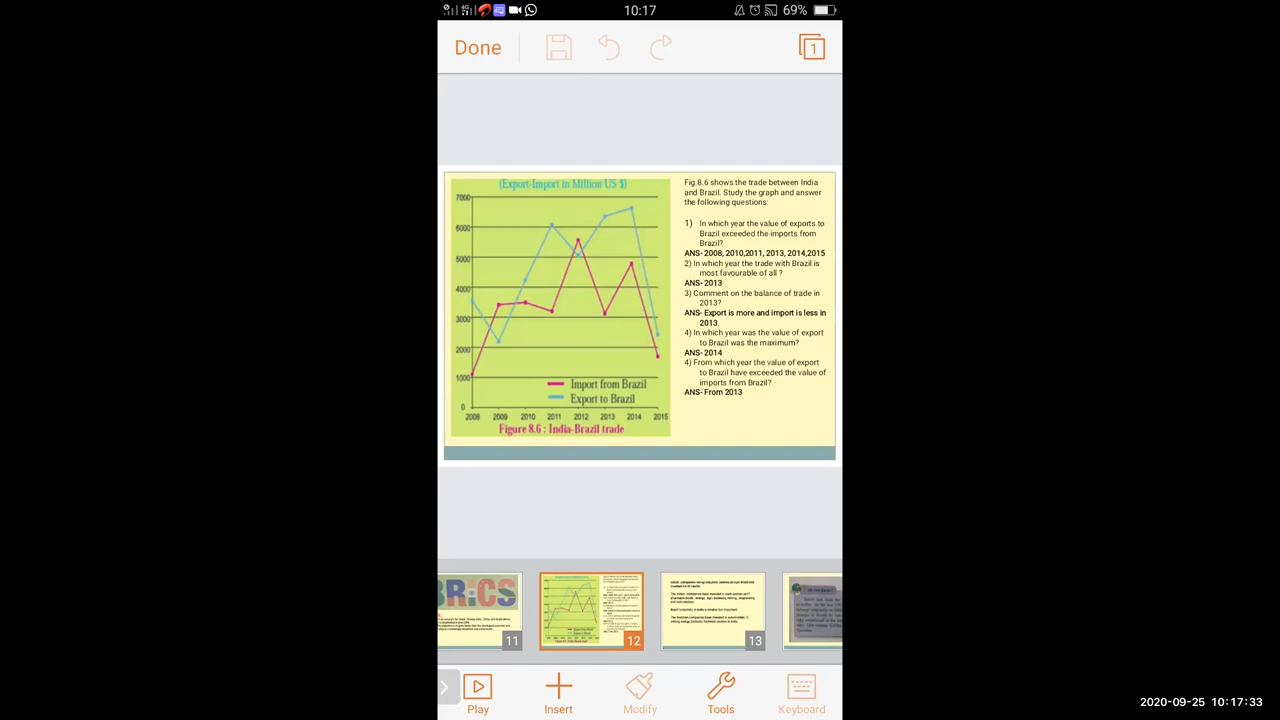 10:17
69%
Done
1
(Export-Import in Million US $)
7000
6000
5000
4000
3000
2000
1000
0
2008 2009 2010 2011 2012 2013 2014 2015
Import from Brazil
Export to Brazil
Figure 8.6 : India-Brazil trade
Fig.8.6 shows the trade between India
and Brazil. Study the graph and answer
the following questions:
1) In which year the value of exports to
Brazil exceeded the imports from
Brazil?
ANS- 2008, 2010,2011, 2013, 2014,2015
2) In which year the trade with Brazil is
most favourable of all ?
ANS- 2013
3) Comment on the balance of trade in
2013?
ANS- Export is more and import is less in
2013.
4) In which year was the value of export
to Brazil was the maximum?
ANS- 2014
4) From which year the value of export
to Brazil have exceeded the value of
imports from Brazil?
ANS- From 2013
BRICS
11
12
13
Play Insert Modify Tools Keyboard
2020-09-25 10:17:33